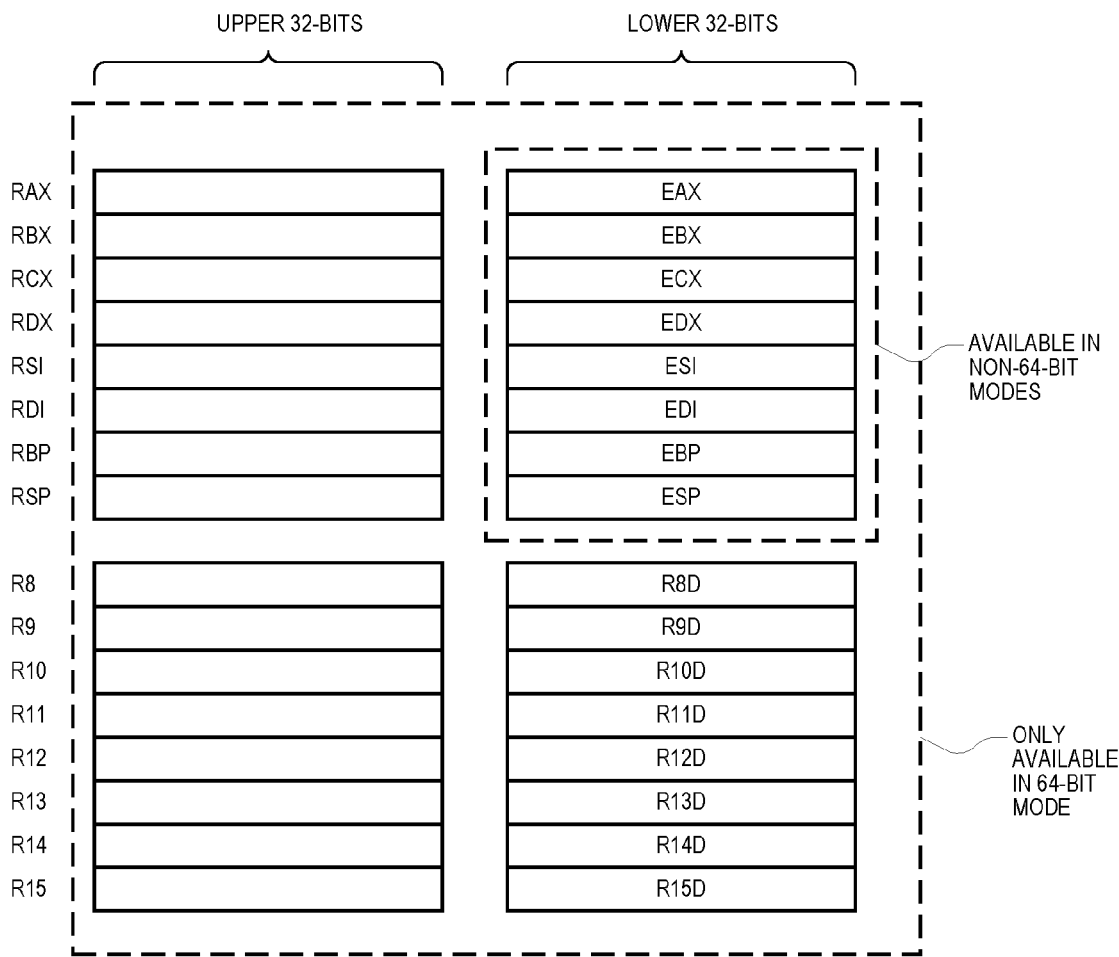 UPPER 32-BITS
LOWER 32-BITS
RAX
EAX
RBX
EBX
RCX
ECX
RDX
EDX
RSI
ESI
RDI
EDI
RBP
EBP
RSP
ESP
AVAILABLE IN
NON-64-BIT
MODES
R8
R8D
R9
R9D
R10
R10D
R11
R11D
R12
R12D
R13
R13D
R14
R14D
R15
R15D
ONLY
AVAILABLE
IN 64-BIT
MODE